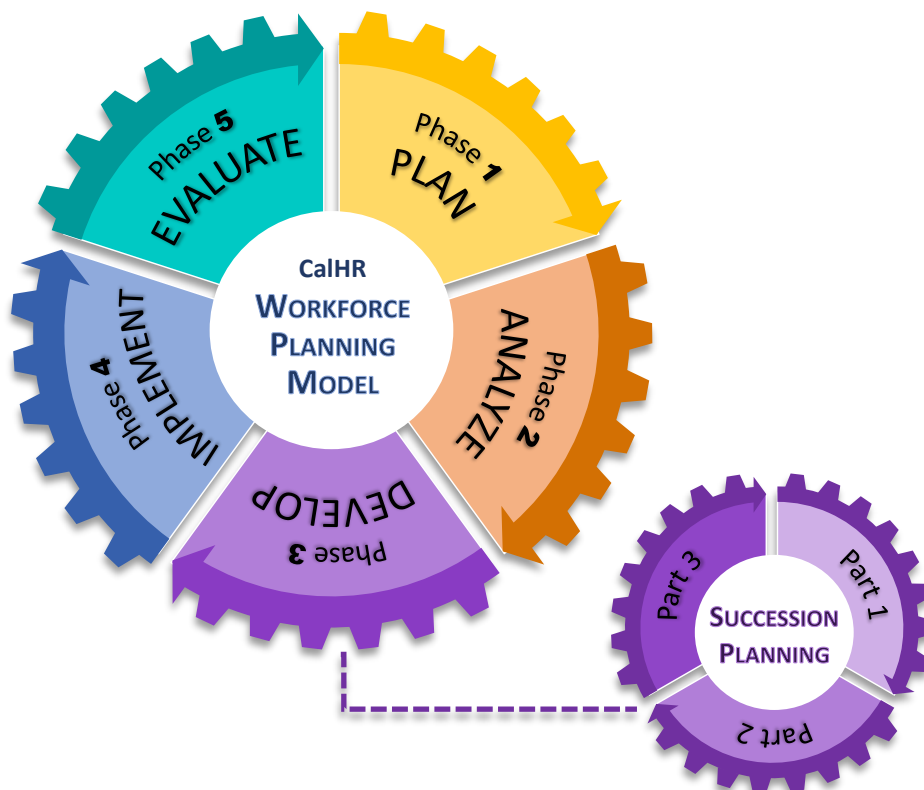 CalHR
WORKFORCE
PLANNING
MODEL
Phase 1
PLAN
Phase 2
ANALYZE
Phase 3
DEVELOP
Phase 4
IMPLEMENT
Phase 5
EVALUATE
SUCCESSION
PLANNING
Part 1
Part 2
Part 3